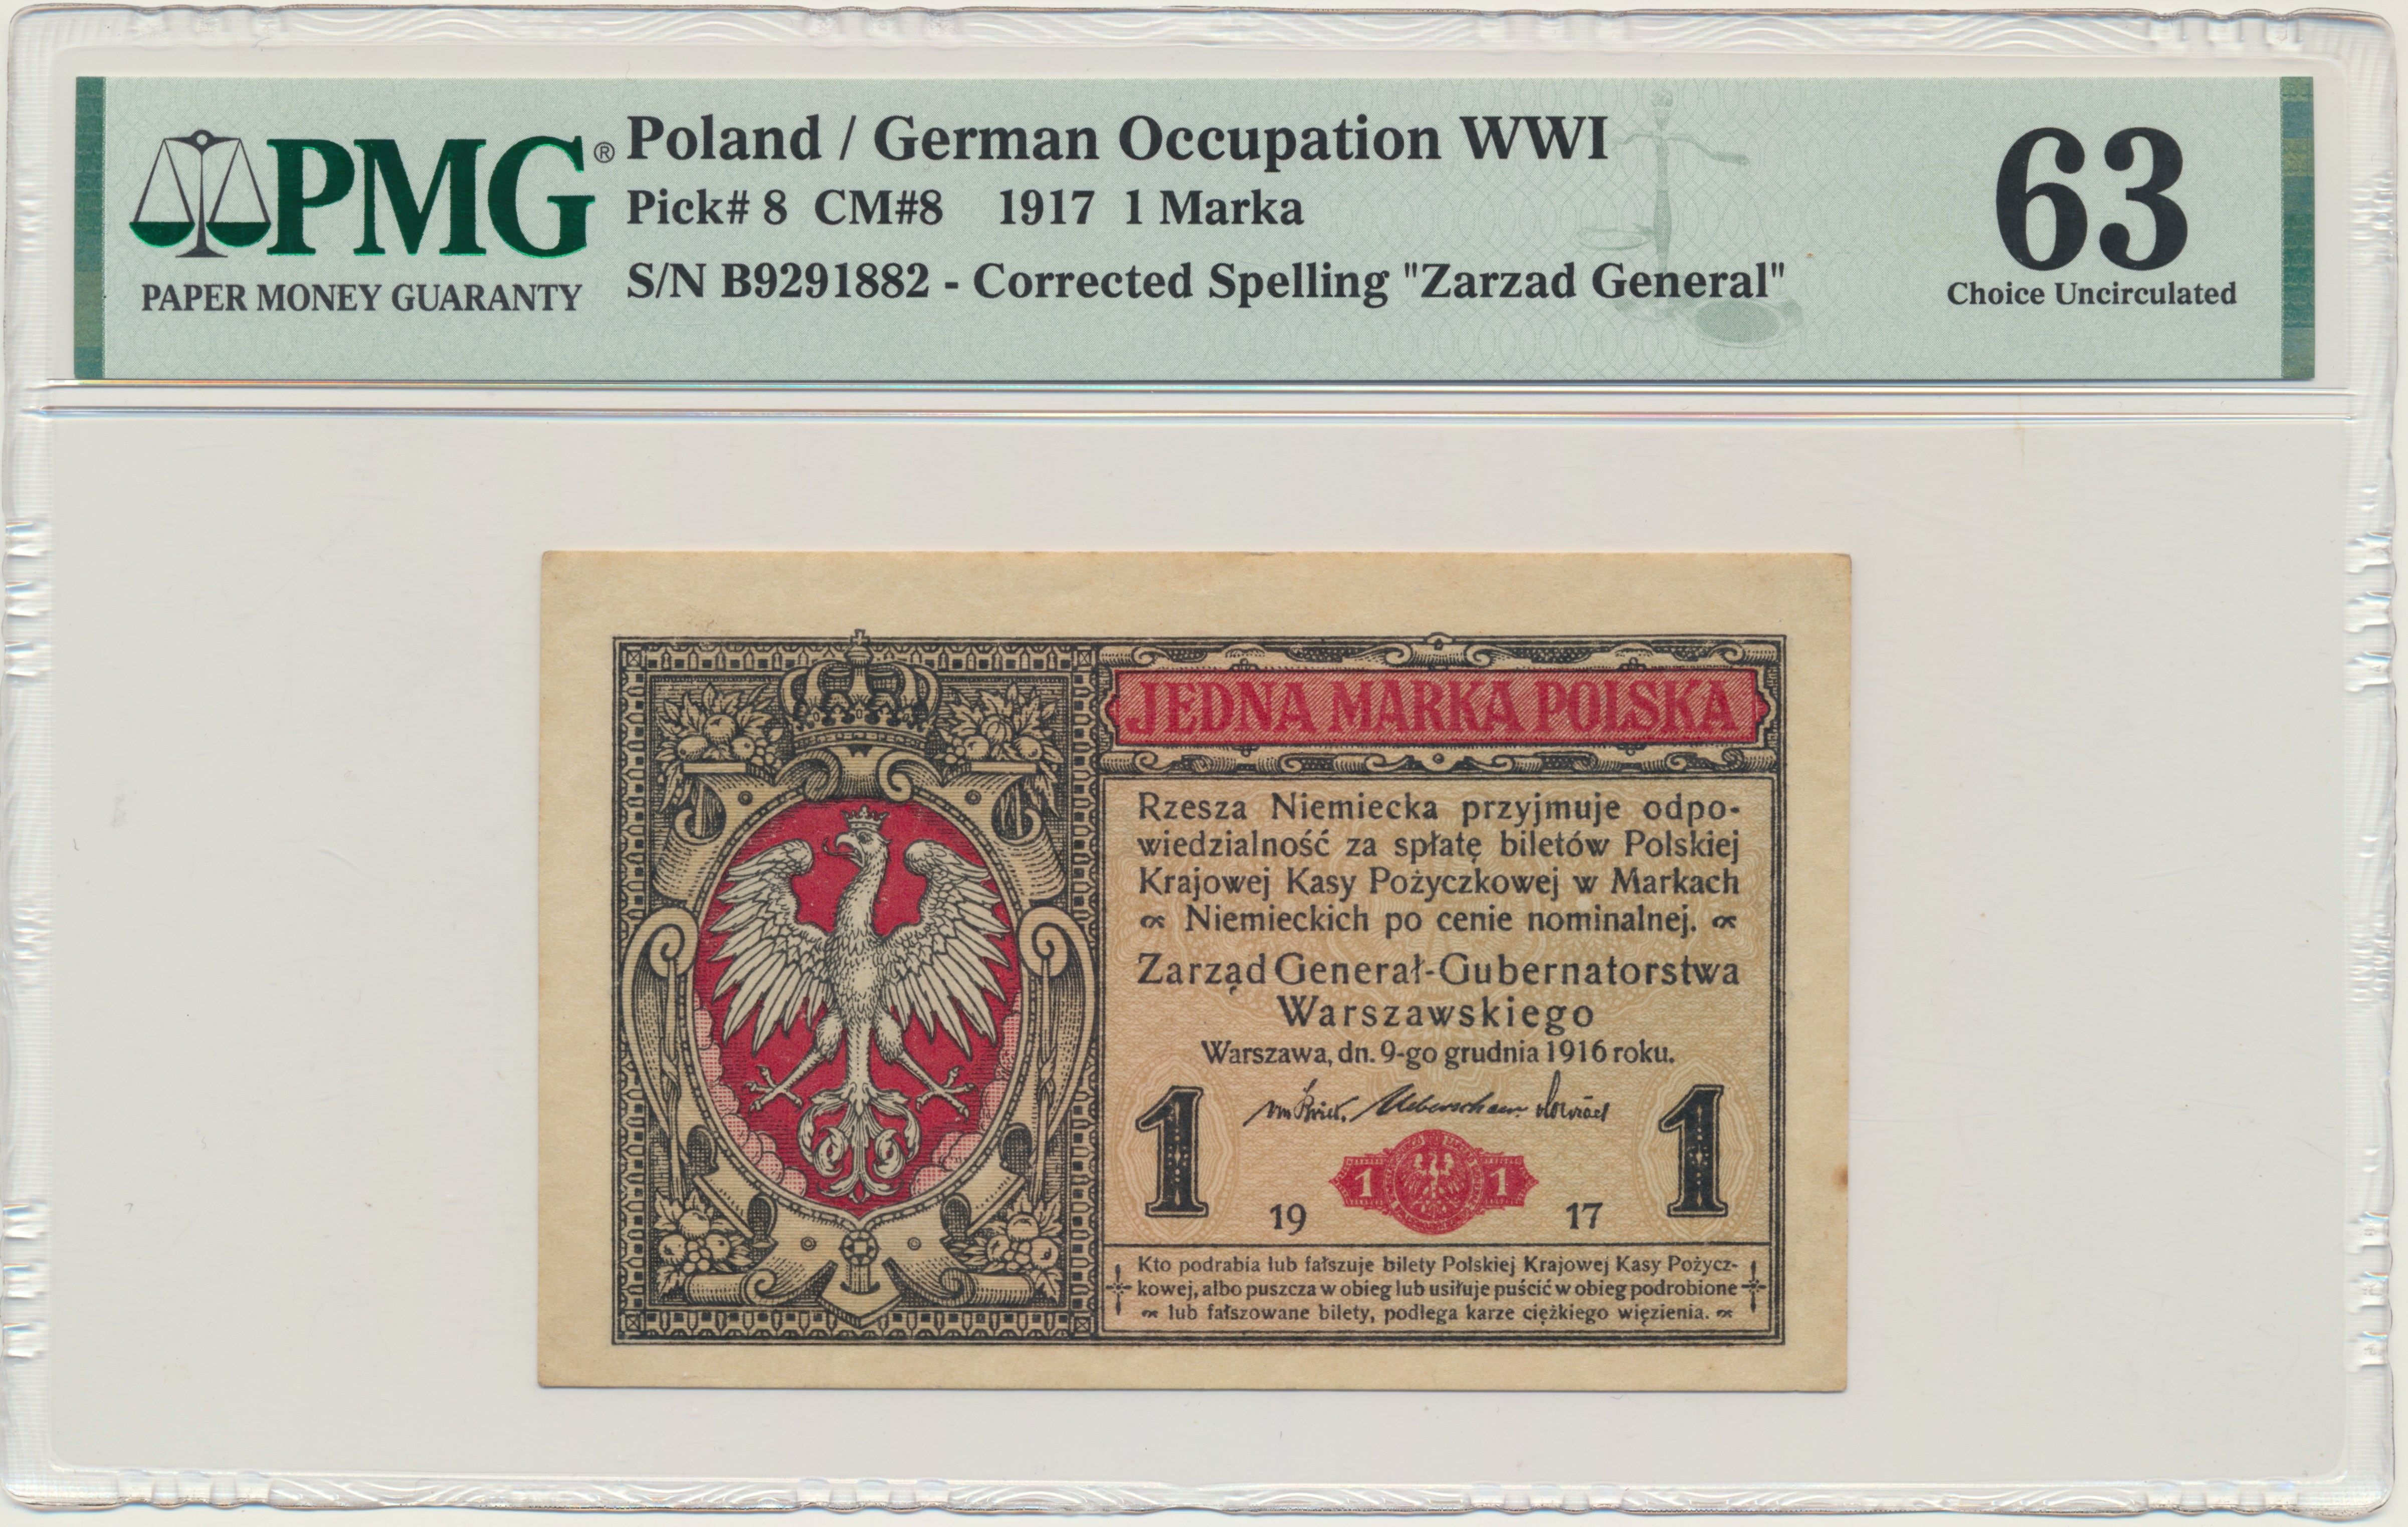 PMG®
PAPER MONEY GUARANTY
Poland / German Occupation WWI
Pick# 8 CM#8 1917 1 Marka
S/N B9291882 - Corrected Spelling "Zarzad General"
63
Choice Uncirculated
JEDNA MARKA POLSKA
Rzesza Niemiecka przyjmuje odpo-
wiedzialność za spłatę biletów Polskiej
Krajowej Kasy Pożyczkowej w Markach
Niemieckich po cenie nominalnej.
Zarząd Generał-Gubernatorstwa
Warszawskiego
Warszawa, dn. 9-go grudnia 1916 roku.
1 1
1 1
19 17
Kto podrabia lub fałszuje bilety Polskiej Krajowej Kasy Pożycz-
kowej, albo puszcza w obieg lub usiłuje puścić w obieg podrobione
lub fałszowane bilety, podlega karze ciężkiego więzienia.